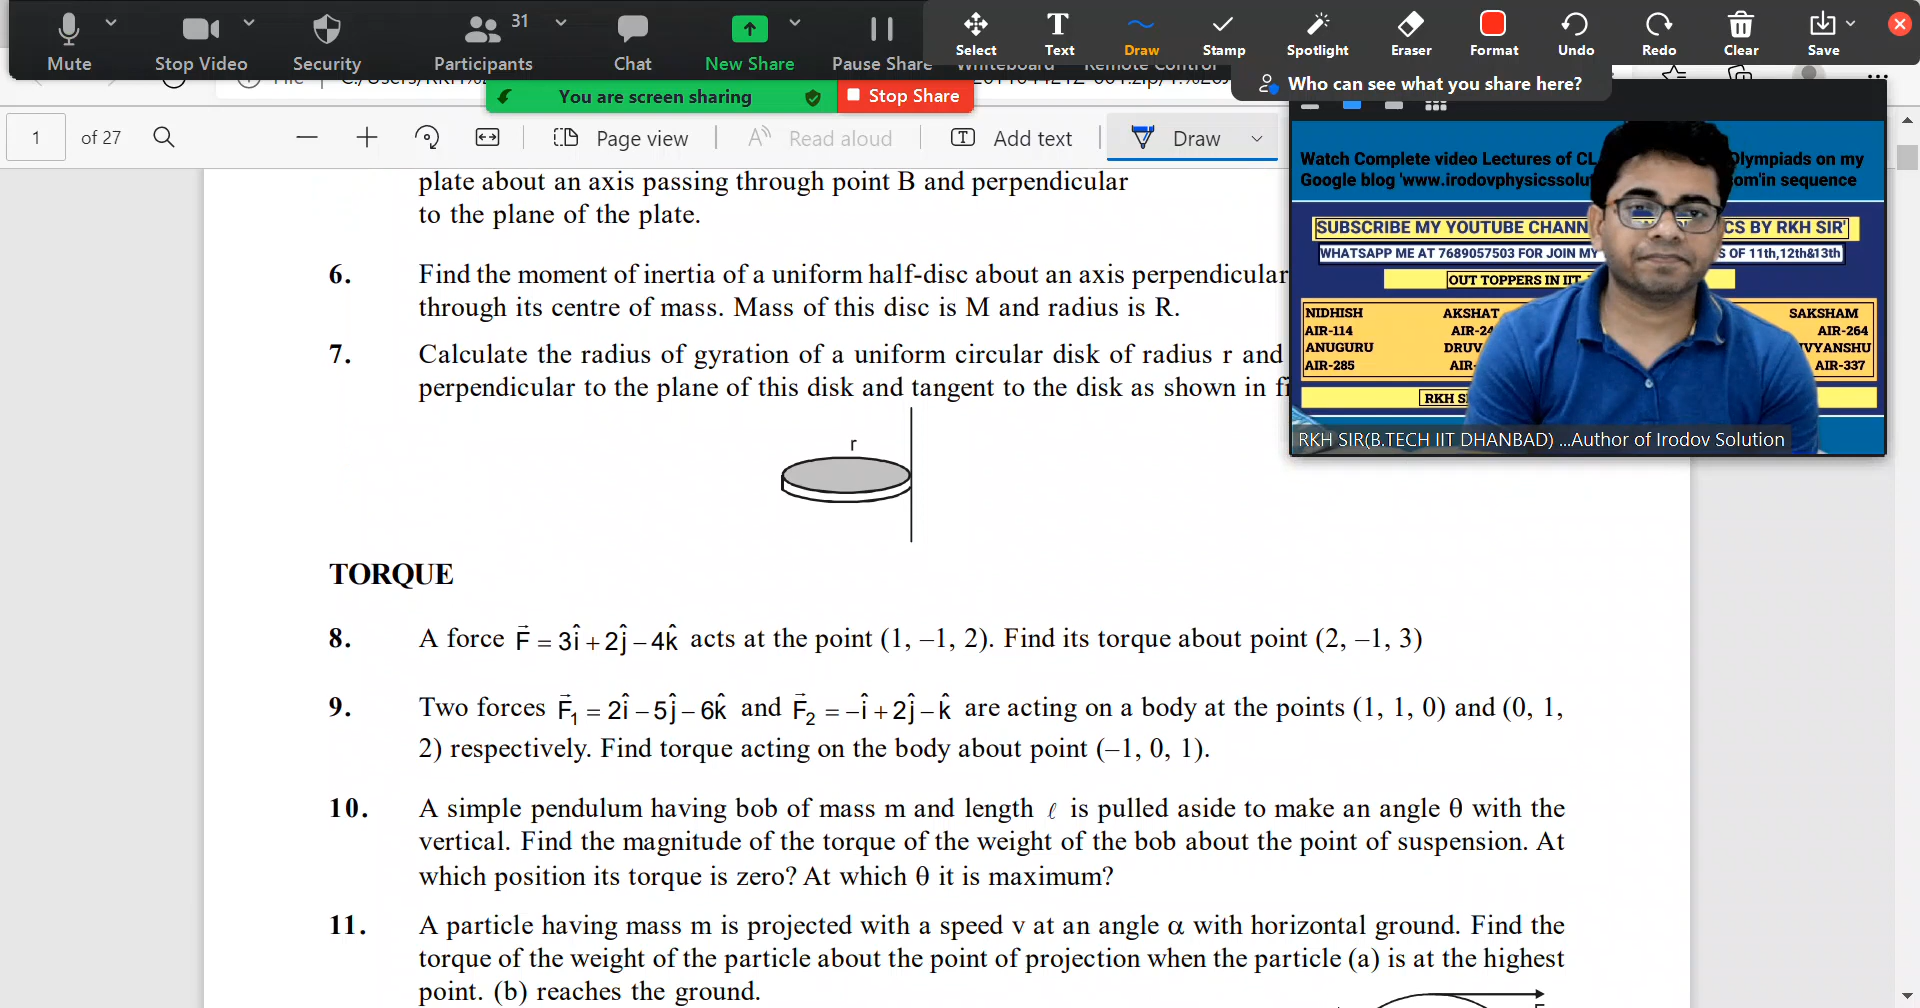 Mute
Stop Video
Security
31
Participants
Chat
New Share
Pause Share
Whiteboard
Remote Control
Select
Text
Draw
Stamp
Spotlight
Eraser
Format
Undo
Redo
Clear
Save
Who can see what you share here?
You are screen sharing
Stop Share
1
of 27
Page view
Read aloud
Add text
Draw
plate about an axis passing through point B and perpendicular
to the plane of the plate.
6. Find the moment of inertia of a uniform half-disc about an axis perpendicular
through its centre of mass. Mass of this disc is M and radius is R.
7. Calculate the radius of gyration of a uniform circular disk of radius r and
perpendicular to the plane of this disk and tangent to the disk as shown in
r
TORQUE
8. A force F⃗ = 3î + 2ĵ – 4k̂ acts at the point (1, –1, 2). Find its torque about point (2, –1, 3)
9. Two forces F⃗₁ = 2î – 5ĵ – 6k̂ and F⃗₂ = –î + 2ĵ – k̂ are acting on a body at the points (1, 1, 0) and (0, 1,
2) respectively. Find torque acting on the body about point (–1, 0, 1).
10. A simple pendulum having bob of mass m and length ℓ is pulled aside to make an angle θ with the
vertical. Find the magnitude of the torque of the weight of the bob about the point of suspension. At
which position its torque is zero? At which θ it is maximum?
11. A particle having mass m is projected with a speed v at an angle α with horizontal ground. Find the
torque of the weight of the particle about the point of projection when the particle (a) is at the highest
point. (b) reaches the ground.
Watch Complete video Lectures of Olympiads on my
Google blog 'www.irodovphysicssolu om'in sequence
SUBSCRIBE MY YOUTUBE CHANN CS BY RKH SIR'
WHATSAPP ME AT 7689057503 FOR JOIN MY S OF 11th,12th&13th
OUT TOPPERS IN IIT
NIDHISH AKSHAT SAKSHAM
AIR-114 AIR-24 AIR-264
ANUGURU DRUV VYANSHU
AIR-285 AIR- AIR-337
RKH S
RKH SIR(B.TECH IIT DHANBAD) ...Author of Irodov Solution